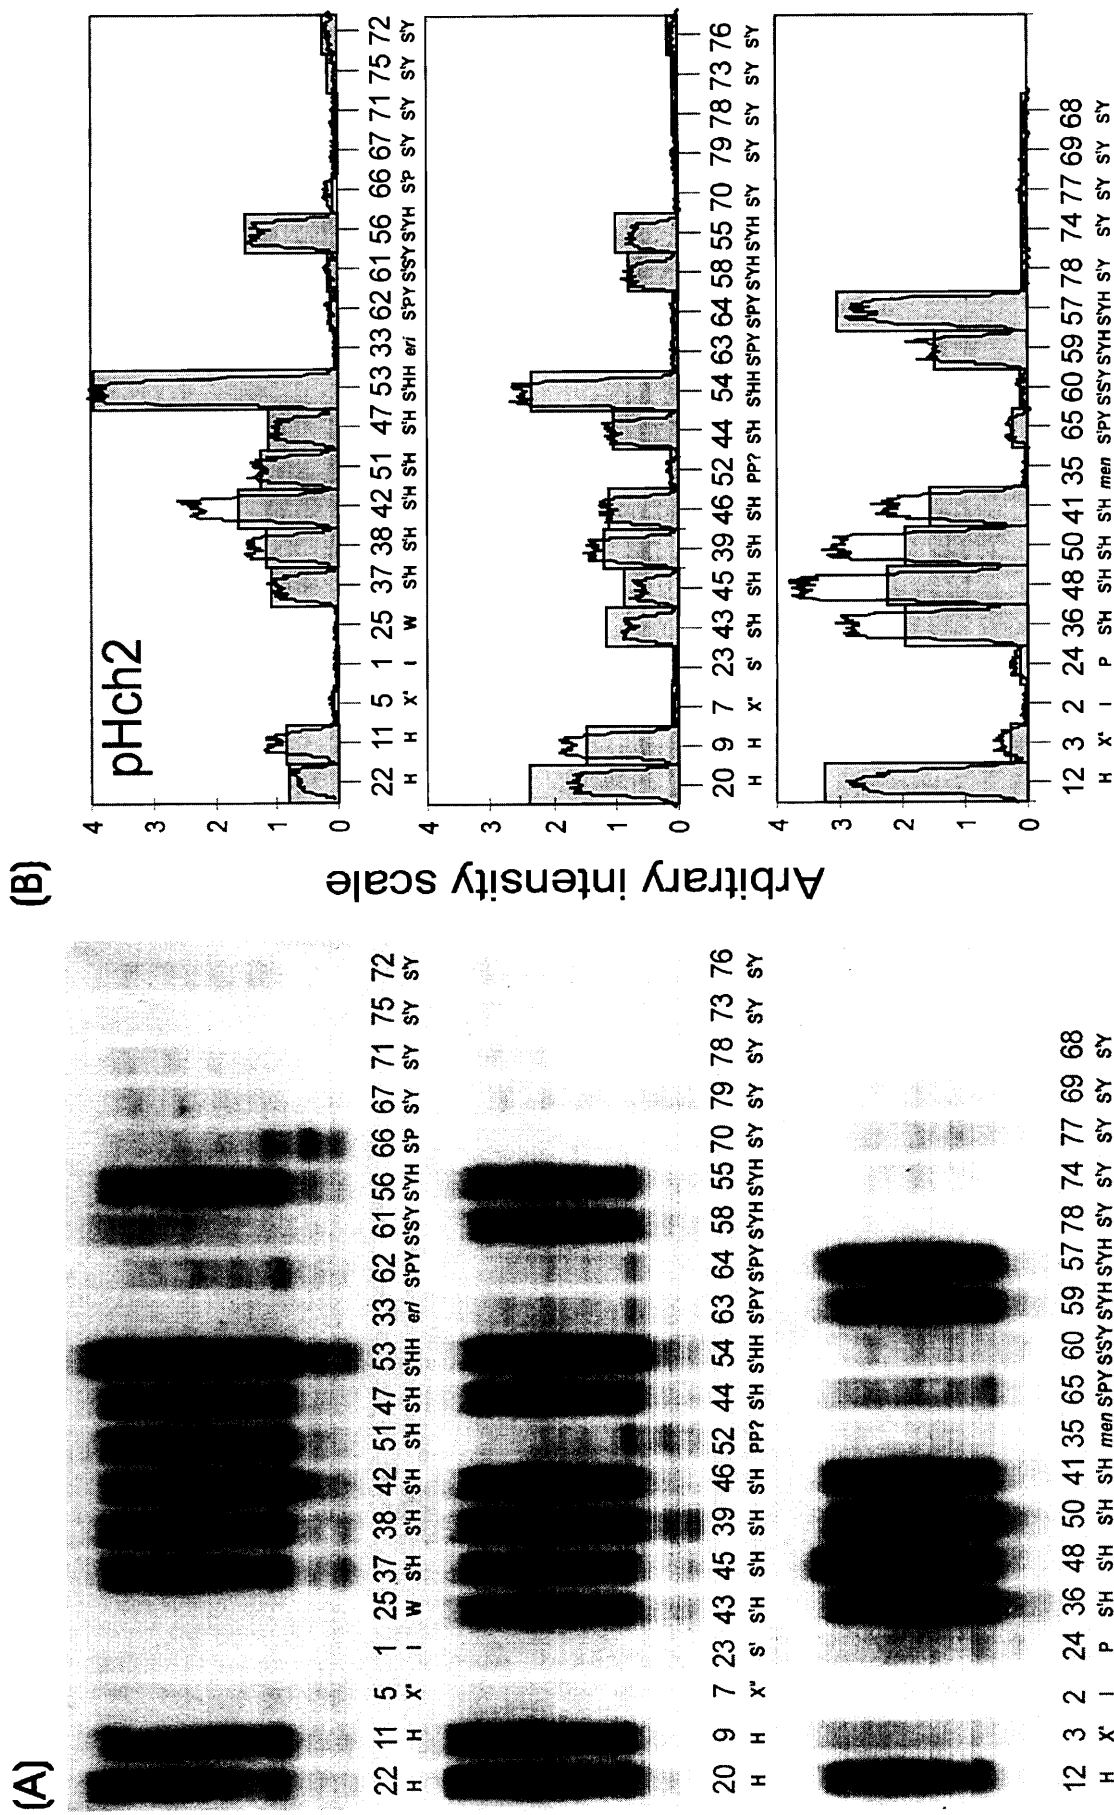 (A)
22 11 5 1 25 37 38 42 51 47 53 33 62 61 56 66 67 71 75 72
H H X" I W S'H S'H S'H S'H S'H S'HH eri S'PY S'S'Y S'YH S'P S'Y S'Y S'Y S'Y
20 9 7 23 43 45 39 46 52 44 54 63 64 58 55 70 79 78 73 76
H H X" S' S'H S'H S'H S'H PP? S'H S'HH S'PY S'PY S'YH S'YH S'Y S'Y S'Y S'Y S'Y
12 3 2 24 36 48 50 41 35 65 60 59 57 78 74 77 69 68
H X' I P S'H S'H S'H S'H men S'PY S'S'Y S'YH S'YH S'Y S'Y S'Y S'Y S'Y
(B)
Arbitrary intensity scale
pHch2
4
3
2
1
0
22 11 5 1 25 37 38 42 51 47 53 33 62 61 56 66 67 71 75 72
H H X" I W S'H S'H S'H S'H S'H S'HH eri S'PY S'S'Y S'YH S'P S'Y S'Y S'Y S'Y
4
3
2
1
0
20 9 7 23 43 45 39 46 52 44 54 63 64 58 55 70 79 78 73 76
H H X" S' S'H S'H S'H S'H PP? S'H S'HH S'PY S'PY S'YH S'YH S'Y S'Y S'Y S'Y S'Y
4
3
2
1
0
12 3 2 24 36 48 50 41 35 65 60 59 57 78 74 77 69 68
H X' I P S'H S'H S'H S'H men S'PY S'S'Y S'YH S'YH S'Y S'Y S'Y S'Y S'Y